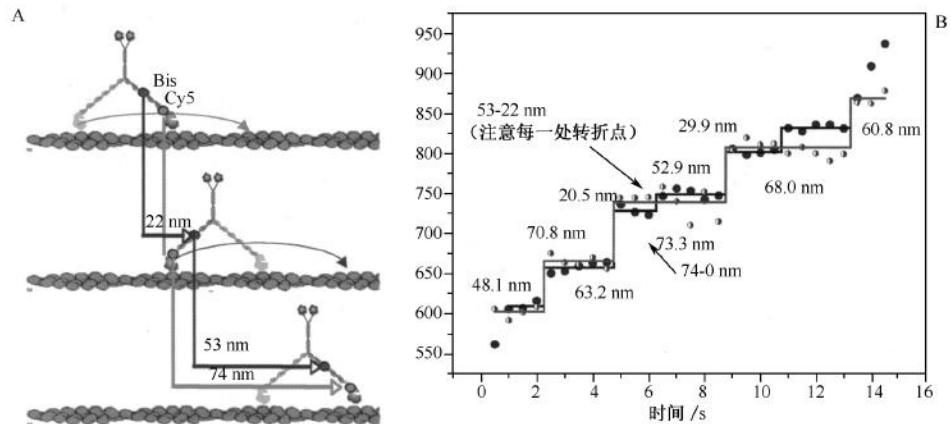 A
Bis
Cy5
22 nm
53 nm
74 nm
B
950
900
850
800
750
700
650
600
550
53-22 nm
(注意每一处转折点)
29.9 nm
52.9 nm
60.8 nm
20.5 nm
68.0 nm
70.8 nm
73.3 nm
74-0 nm
48.1 nm
63.2 nm
0 2 4 6 8 10 12 14 16
时间 /s